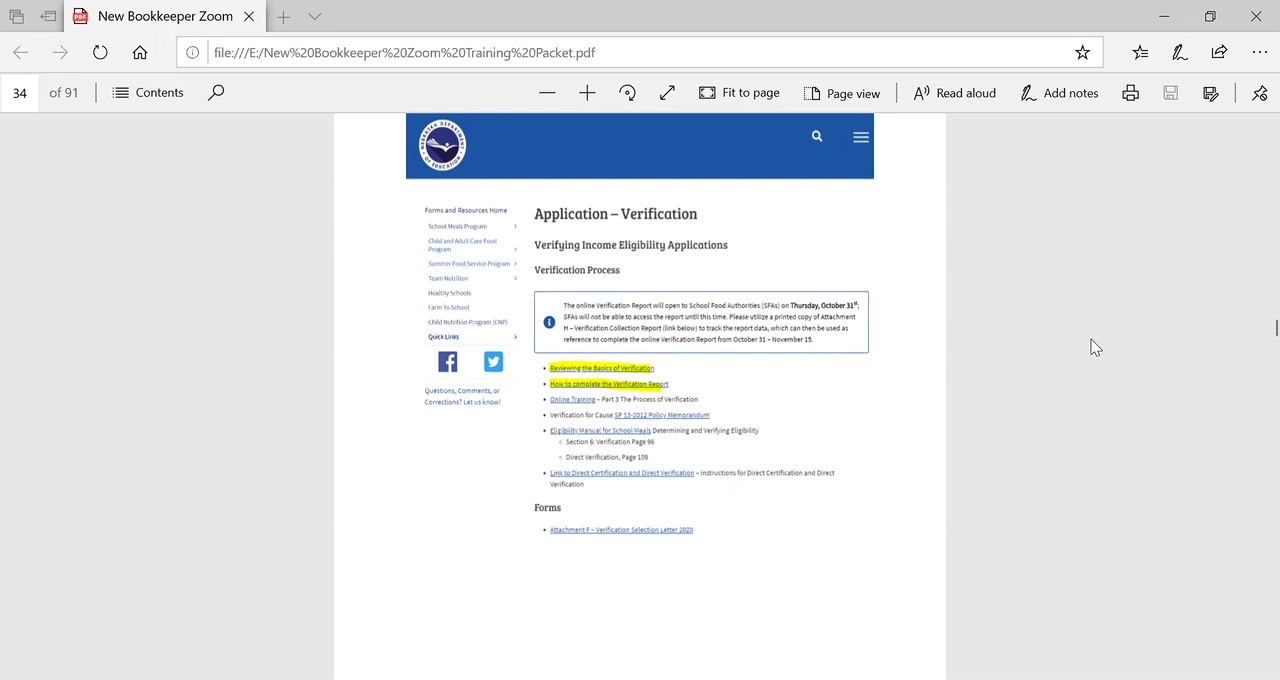 New Bookkeeper Zoom
file:///E:/New%20Bookkeeper%20Zoom%20Training%20Packet.pdf
34 of 91 Contents Fit to page Page view Read aloud Add notes
NEBRASKA DEPARTMENT OF EDUCATION
Forms and Resources Home
School Meals Program
Child and Adult Care Food
Program
Summer Food Service Program
Team Nutrition
Healthy Schools
Farm To School
Child Nutrition Program (CNP)
Quick Links
Questions, Comments, or
Corrections? Let us know!
Application – Verification
Verifying Income Eligibility Applications
Verification Process
The online Verification Report will open to School Food Authorities (SFAs) on Thursday, October 31st;
SFAs will not be able to access the report until this time. Please utilize a printed copy of Attachment
H – Verification Collection Report (link below) to track the report data, which can then be used as
reference to complete the online Verification Report from October 31 – November 15.
• Reviewing the Basics of Verification
• How to complete the Verification Report
• Online Training – Part 3 The Process of Verification
• Verification for Cause SP 13-2012 Policy Memorandum
• Eligibility Manual for School Meals Determining and Verifying Eligibility
○ Section 6: Verification Page 96
○ Direct Verification, Page 109
• Link to Direct Certification and Direct Verification – Instructions for Direct Certification and Direct
Verification
Forms
• Attachment F – Verification Selection Letter 2020